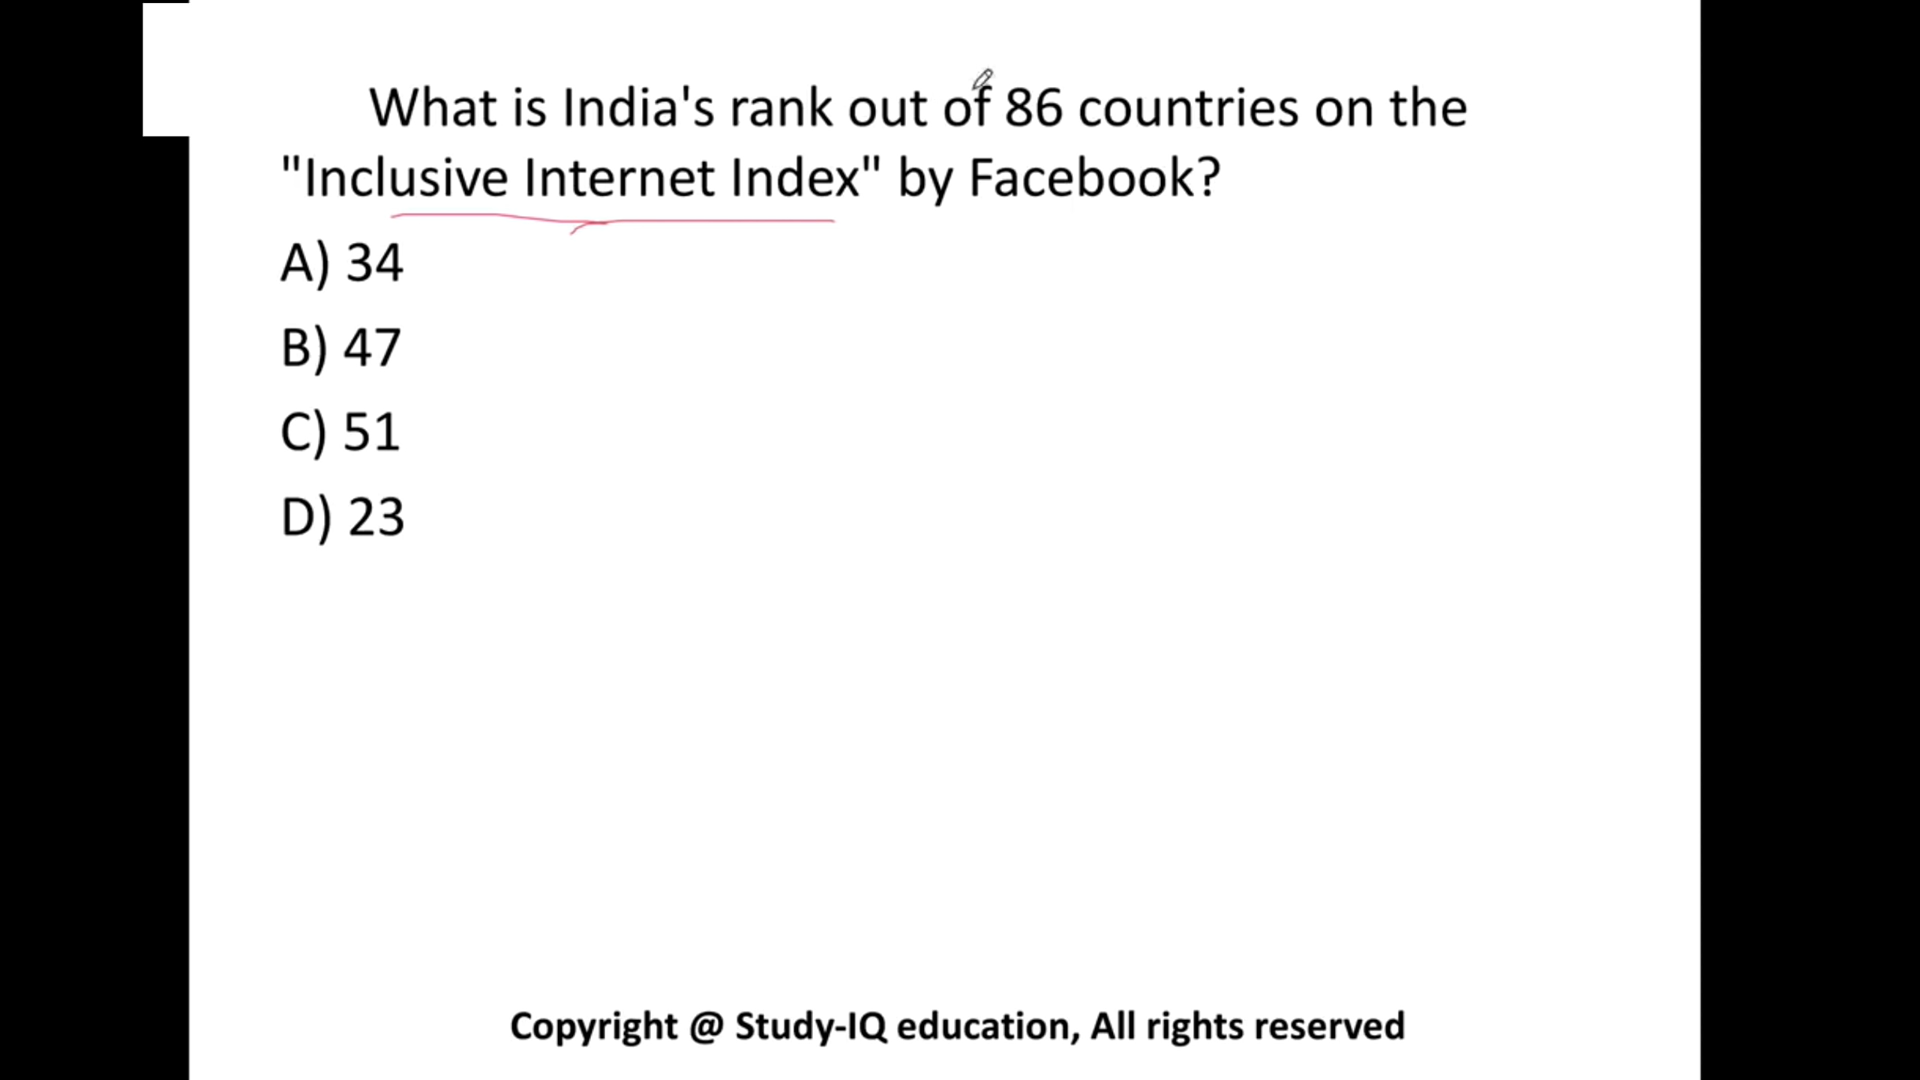 What is India's rank out of 86 countries on the
"Inclusive Internet Index" by Facebook?
A) 34
B) 47
C) 51
D) 23
Copyright @ Study-IQ education, All rights reserved